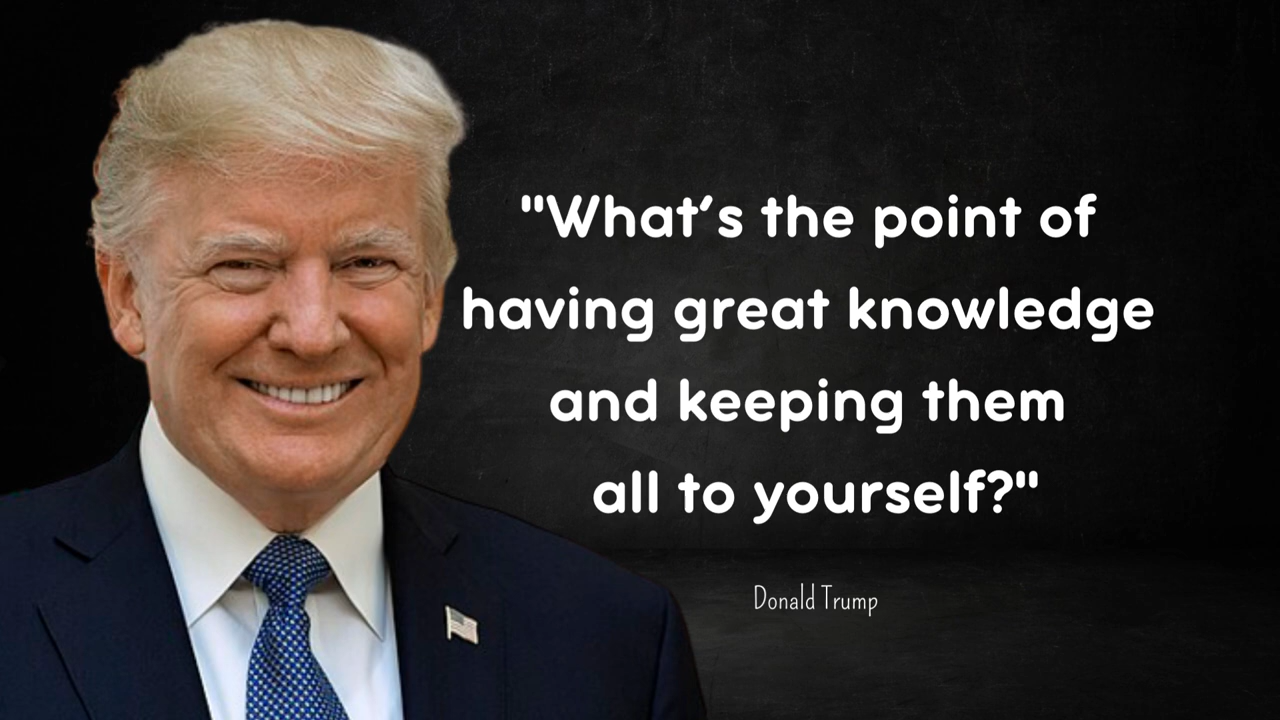 "What's the point of
having great knowledge
and keeping them
all to yourself?"
Donald Trump